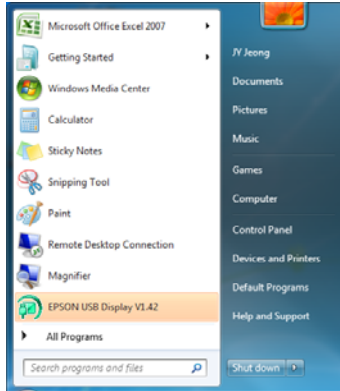 Microsoft Office Excel 2007
Getting Started
Windows Media Center
Calculator
Sticky Notes
Snipping Tool
Paint
Remote Desktop Connection
Magnifier
EPSON USB Display V1.42
All Programs
Search programs and files
JY Jeong
Documents
Pictures
Music
Games
Computer
Control Panel
Devices and Printers
Default Programs
Help and Support
Shut down